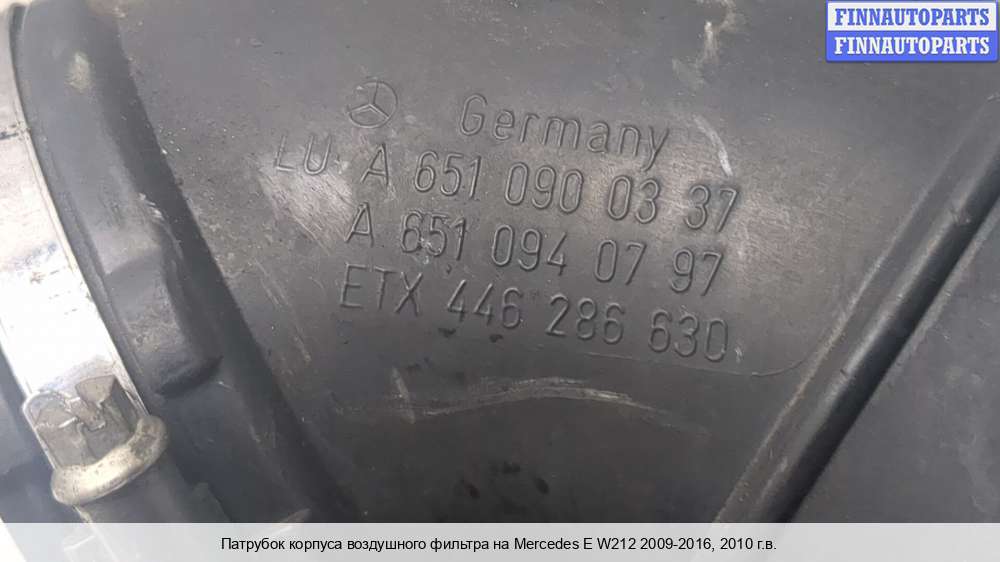 FINNAUTOPARTS
FINNAUTOPARTS
Germany
LU A 651 090 03 37
A 651 094 07 97
ETX 446 286 630
Патрубок корпуса воздушного фильтра на Mercedes E W212 2009-2016, 2010 г.в.